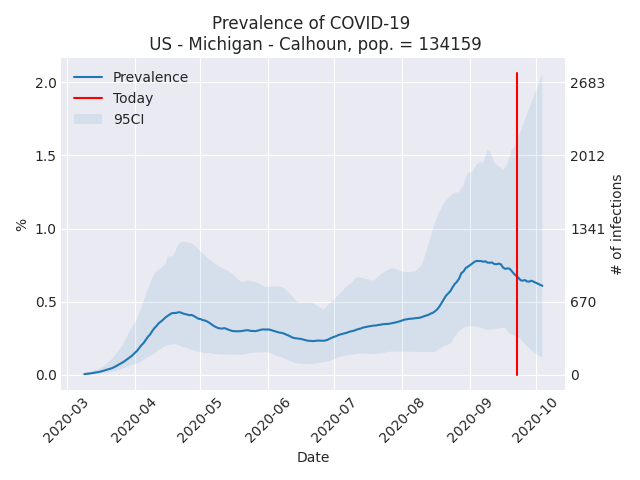 Prevalence of COVID-19
US - Michigan - Calhoun, pop. = 134159
Prevalence
Today
95CI
%
2.0
1.5
1.0
0.5
0.0
2683
2012
1341
670
0
# of infections
2020-03
2020-04
2020-05
2020-06
2020-07
2020-08
2020-09
2020-10
Date